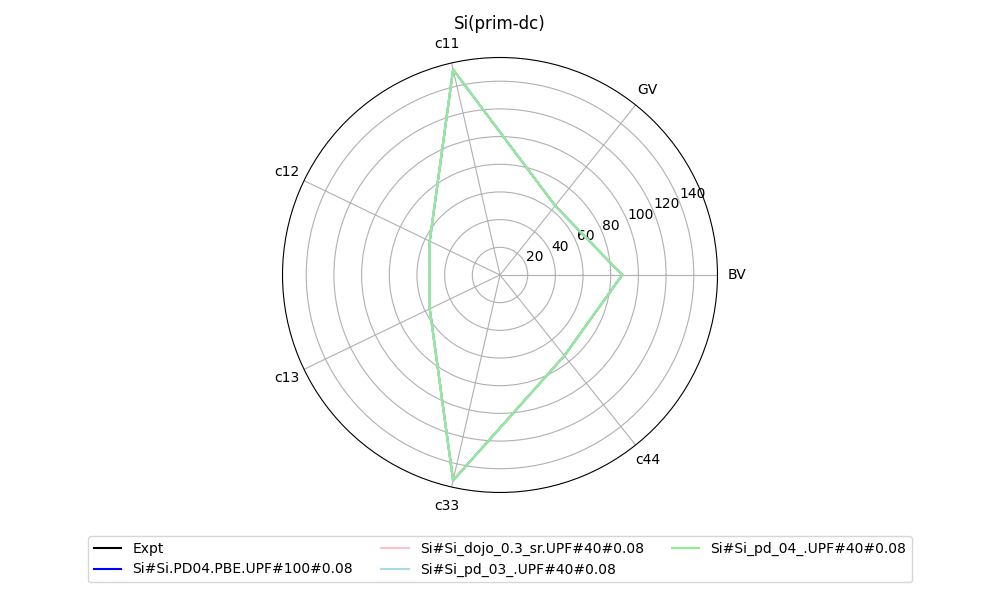 Si(prim-dc)
c11
GV
c12
140
120
100
80
60
40
20
BV
c13
c44
c33
Expt
Si#Si.PD04.PBE.UPF#100#0.08
Si#Si_dojo_0.3_sr.UPF#40#0.08
Si#Si_pd_03_.UPF#40#0.08
Si#Si_pd_04_.UPF#40#0.08